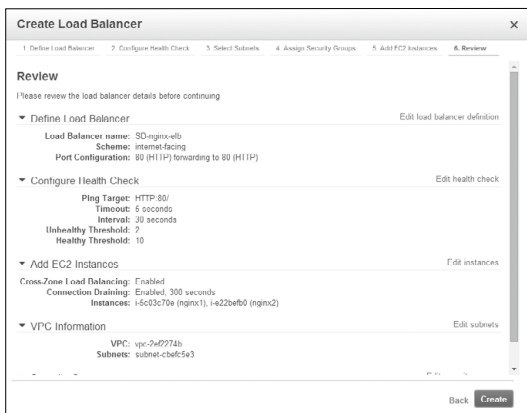 Create Load Balancer ×
1. Define Load Balancer 2. Configure Health Check 3. Select Subnets 4. Assign Security Groups 5. Add EC2 Instances 6. Review
Review
Please review the load balancer details before continuing
Define Load Balancer Edit load balancer definition
Load Balancer name: SD-nginx-elb
Scheme: internet-facing
Port Configuration: 80 (HTTP) forwarding to 80 (HTTP)
Configure Health Check Edit health check
Ping Target: HTTP:80/
Timeout: 5 seconds
Interval: 30 seconds
Unhealthy Threshold: 2
Healthy Threshold: 10
Add EC2 Instances Edit instances
Cross-Zone Load Balancing: Enabled
Connection Draining: Enabled, 300 seconds
Instances: i-5c03c70e (nginx1), i-e22befb0 (nginx2)
VPC Information Edit subnets
VPC: vpc-2ef2274b
Subnets: subnet-cbefc5e3
Back Create